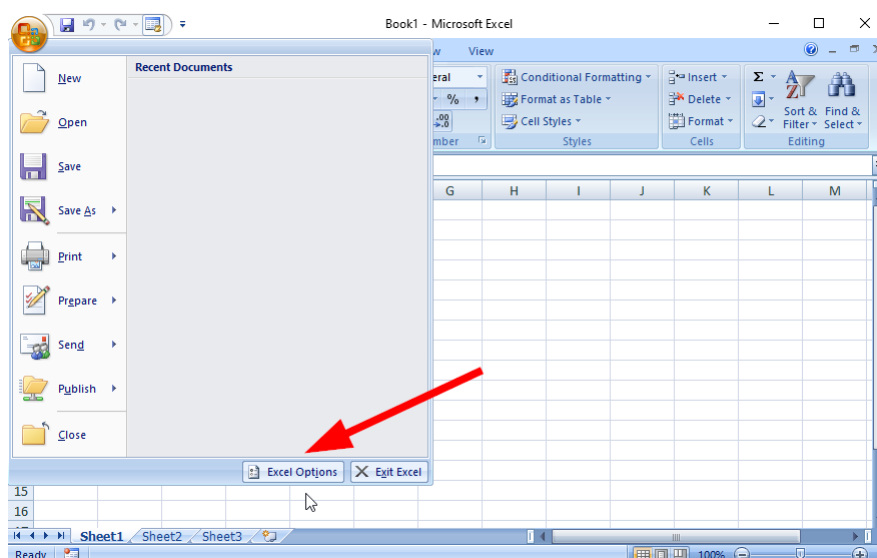 Book1 - Microsoft Excel
View
New
Open
Save
Save As
Print
Prepare
Send
Publish
Close
Recent Documents
Excel Options
Exit Excel
%
,
.00
.0
Conditional Formatting
Format as Table
Cell Styles
Styles
Insert
Delete
Format
Cells
Σ
Sort & Filter
Find & Select
Editing
G H I J K L M
15
16
Sheet1 Sheet2 Sheet3
Ready
100%